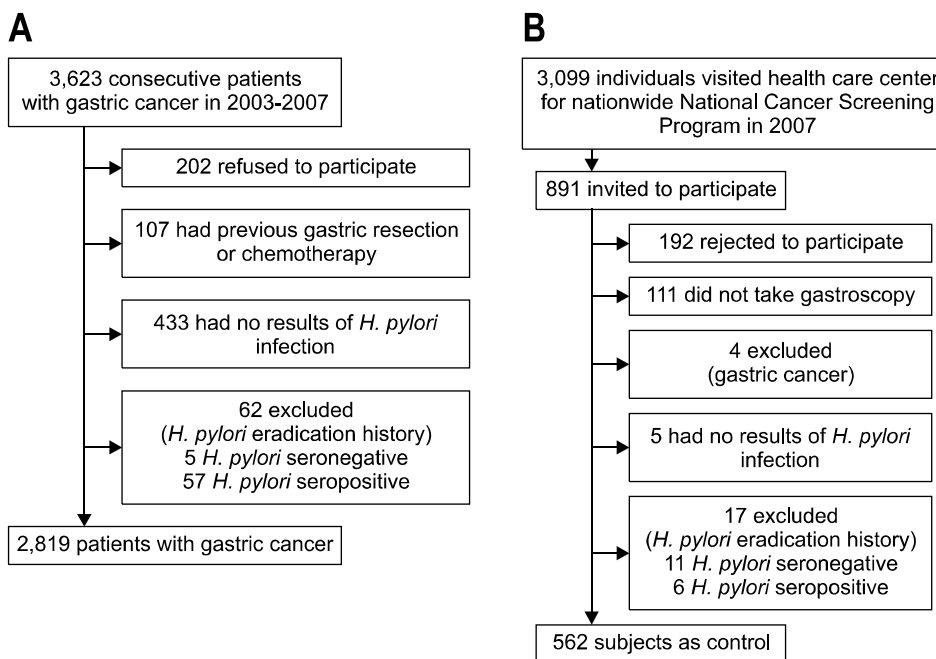 A
3,623 consecutive patients
with gastric cancer in 2003-2007
202 refused to participate
107 had previous gastric resection
or chemotherapy
433 had no results of H. pylori
infection
62 excluded
(H. pylori eradication history)
5 H. pylori seronegative
57 H. pylori seropositive
2,819 patients with gastric cancer
B
3,099 individuals visited health care center
for nationwide National Cancer Screening
Program in 2007
891 invited to participate
192 rejected to participate
111 did not take gastroscopy
4 excluded
(gastric cancer)
5 had no results of H. pylori
infection
17 excluded
(H. pylori eradication history)
11 H. pylori seronegative
6 H. pylori seropositive
562 subjects as control